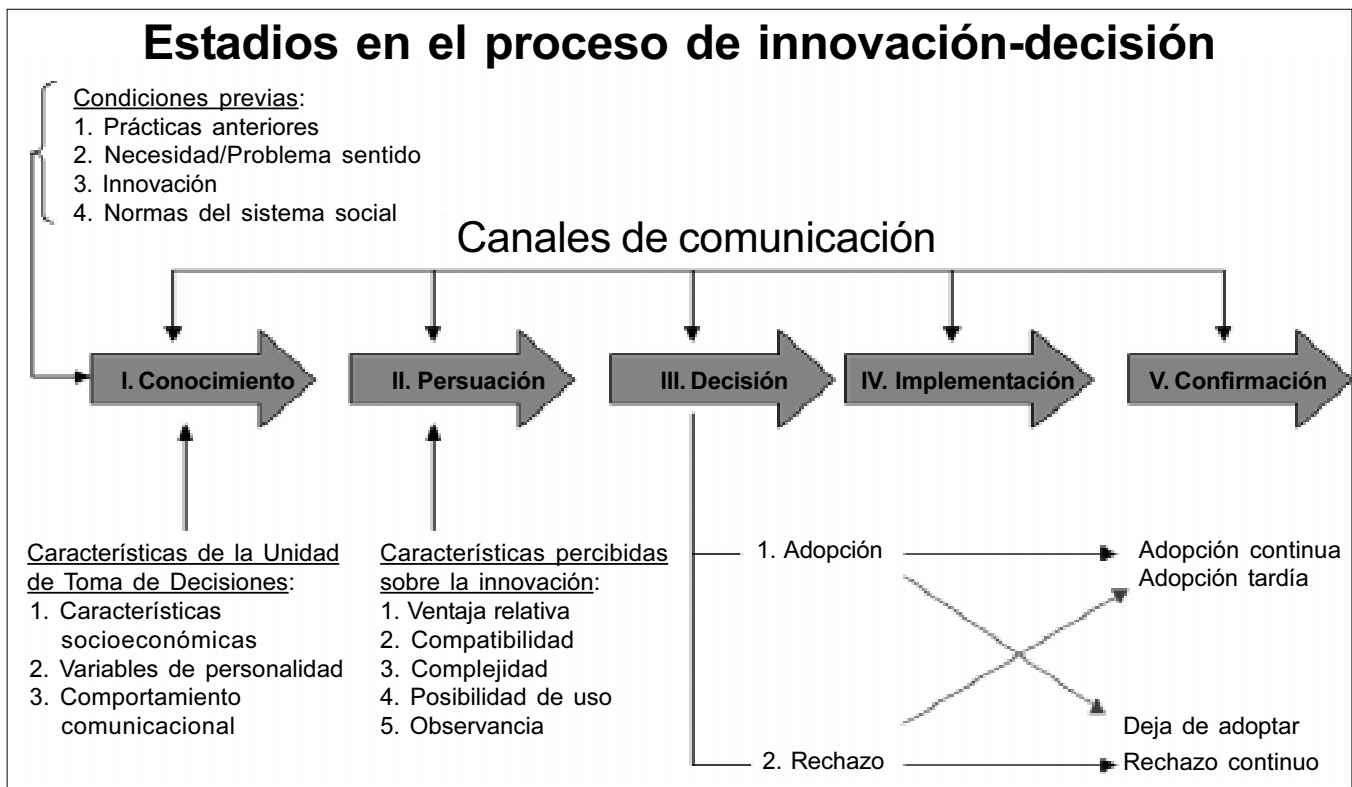 Estadios en el proceso de innovación-decisión
Condiciones previas:
1. Prácticas anteriores
2. Necesidad/Problema sentido
3. Innovación
4. Normas del sistema social
Canales de comunicación
I. Conocimiento
II. Persuación
III. Decisión
IV. Implementación
V. Confirmación
Características de la Unidad
de Toma de Decisiones:
1. Características
socioeconómicas
2. Variables de personalidad
3. Comportamiento
comunicacional
Características percibidas
sobre la innovación:
1. Ventaja relativa
2. Compatibilidad
3. Complejidad
4. Posibilidad de uso
5. Observancia
1. Adopción
Adopción continua
Adopción tardía
Deja de adoptar
2. Rechazo
Rechazo continuo